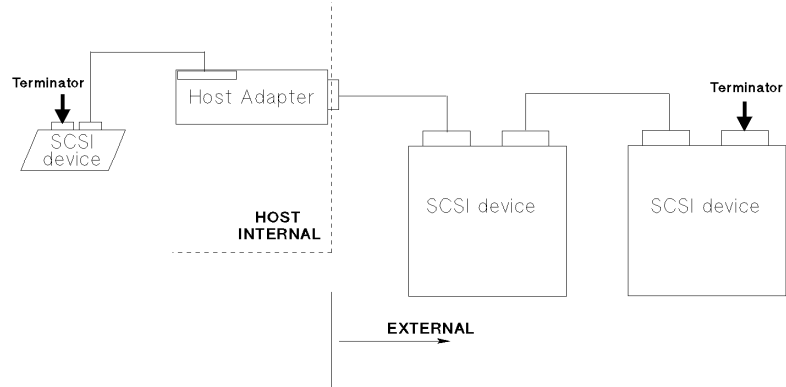 Terminator
SCSI
device
Host Adapter
Terminator
SCSI device
SCSI device
HOST
INTERNAL
EXTERNAL